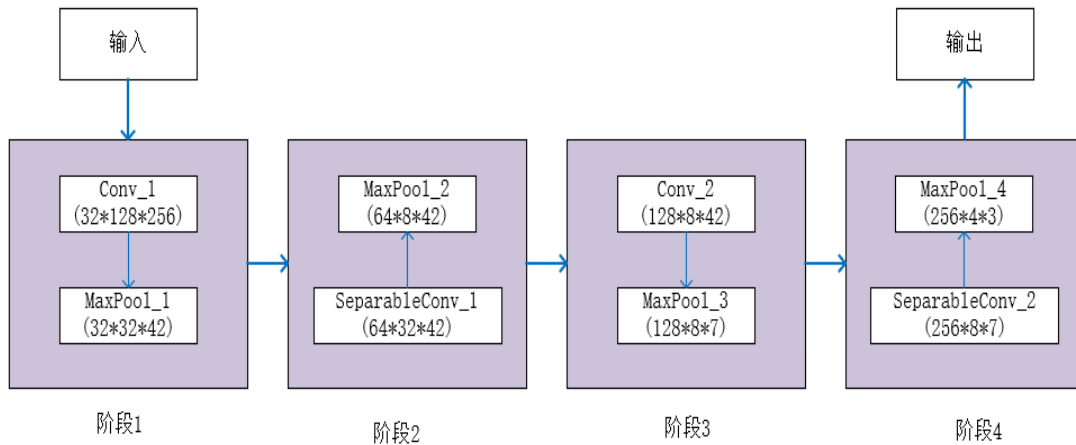 输入
输出
Conv_1
(32*128*256)
MaxPool_1
(32*32*42)
MaxPool_2
(64*8*42)
SeparableConv_1
(64*32*42)
Conv_2
(128*8*42)
MaxPool_3
(128*8*7)
MaxPool_4
(256*4*3)
SeparableConv_2
(256*8*7)
阶段1
阶段2
阶段3
阶段4